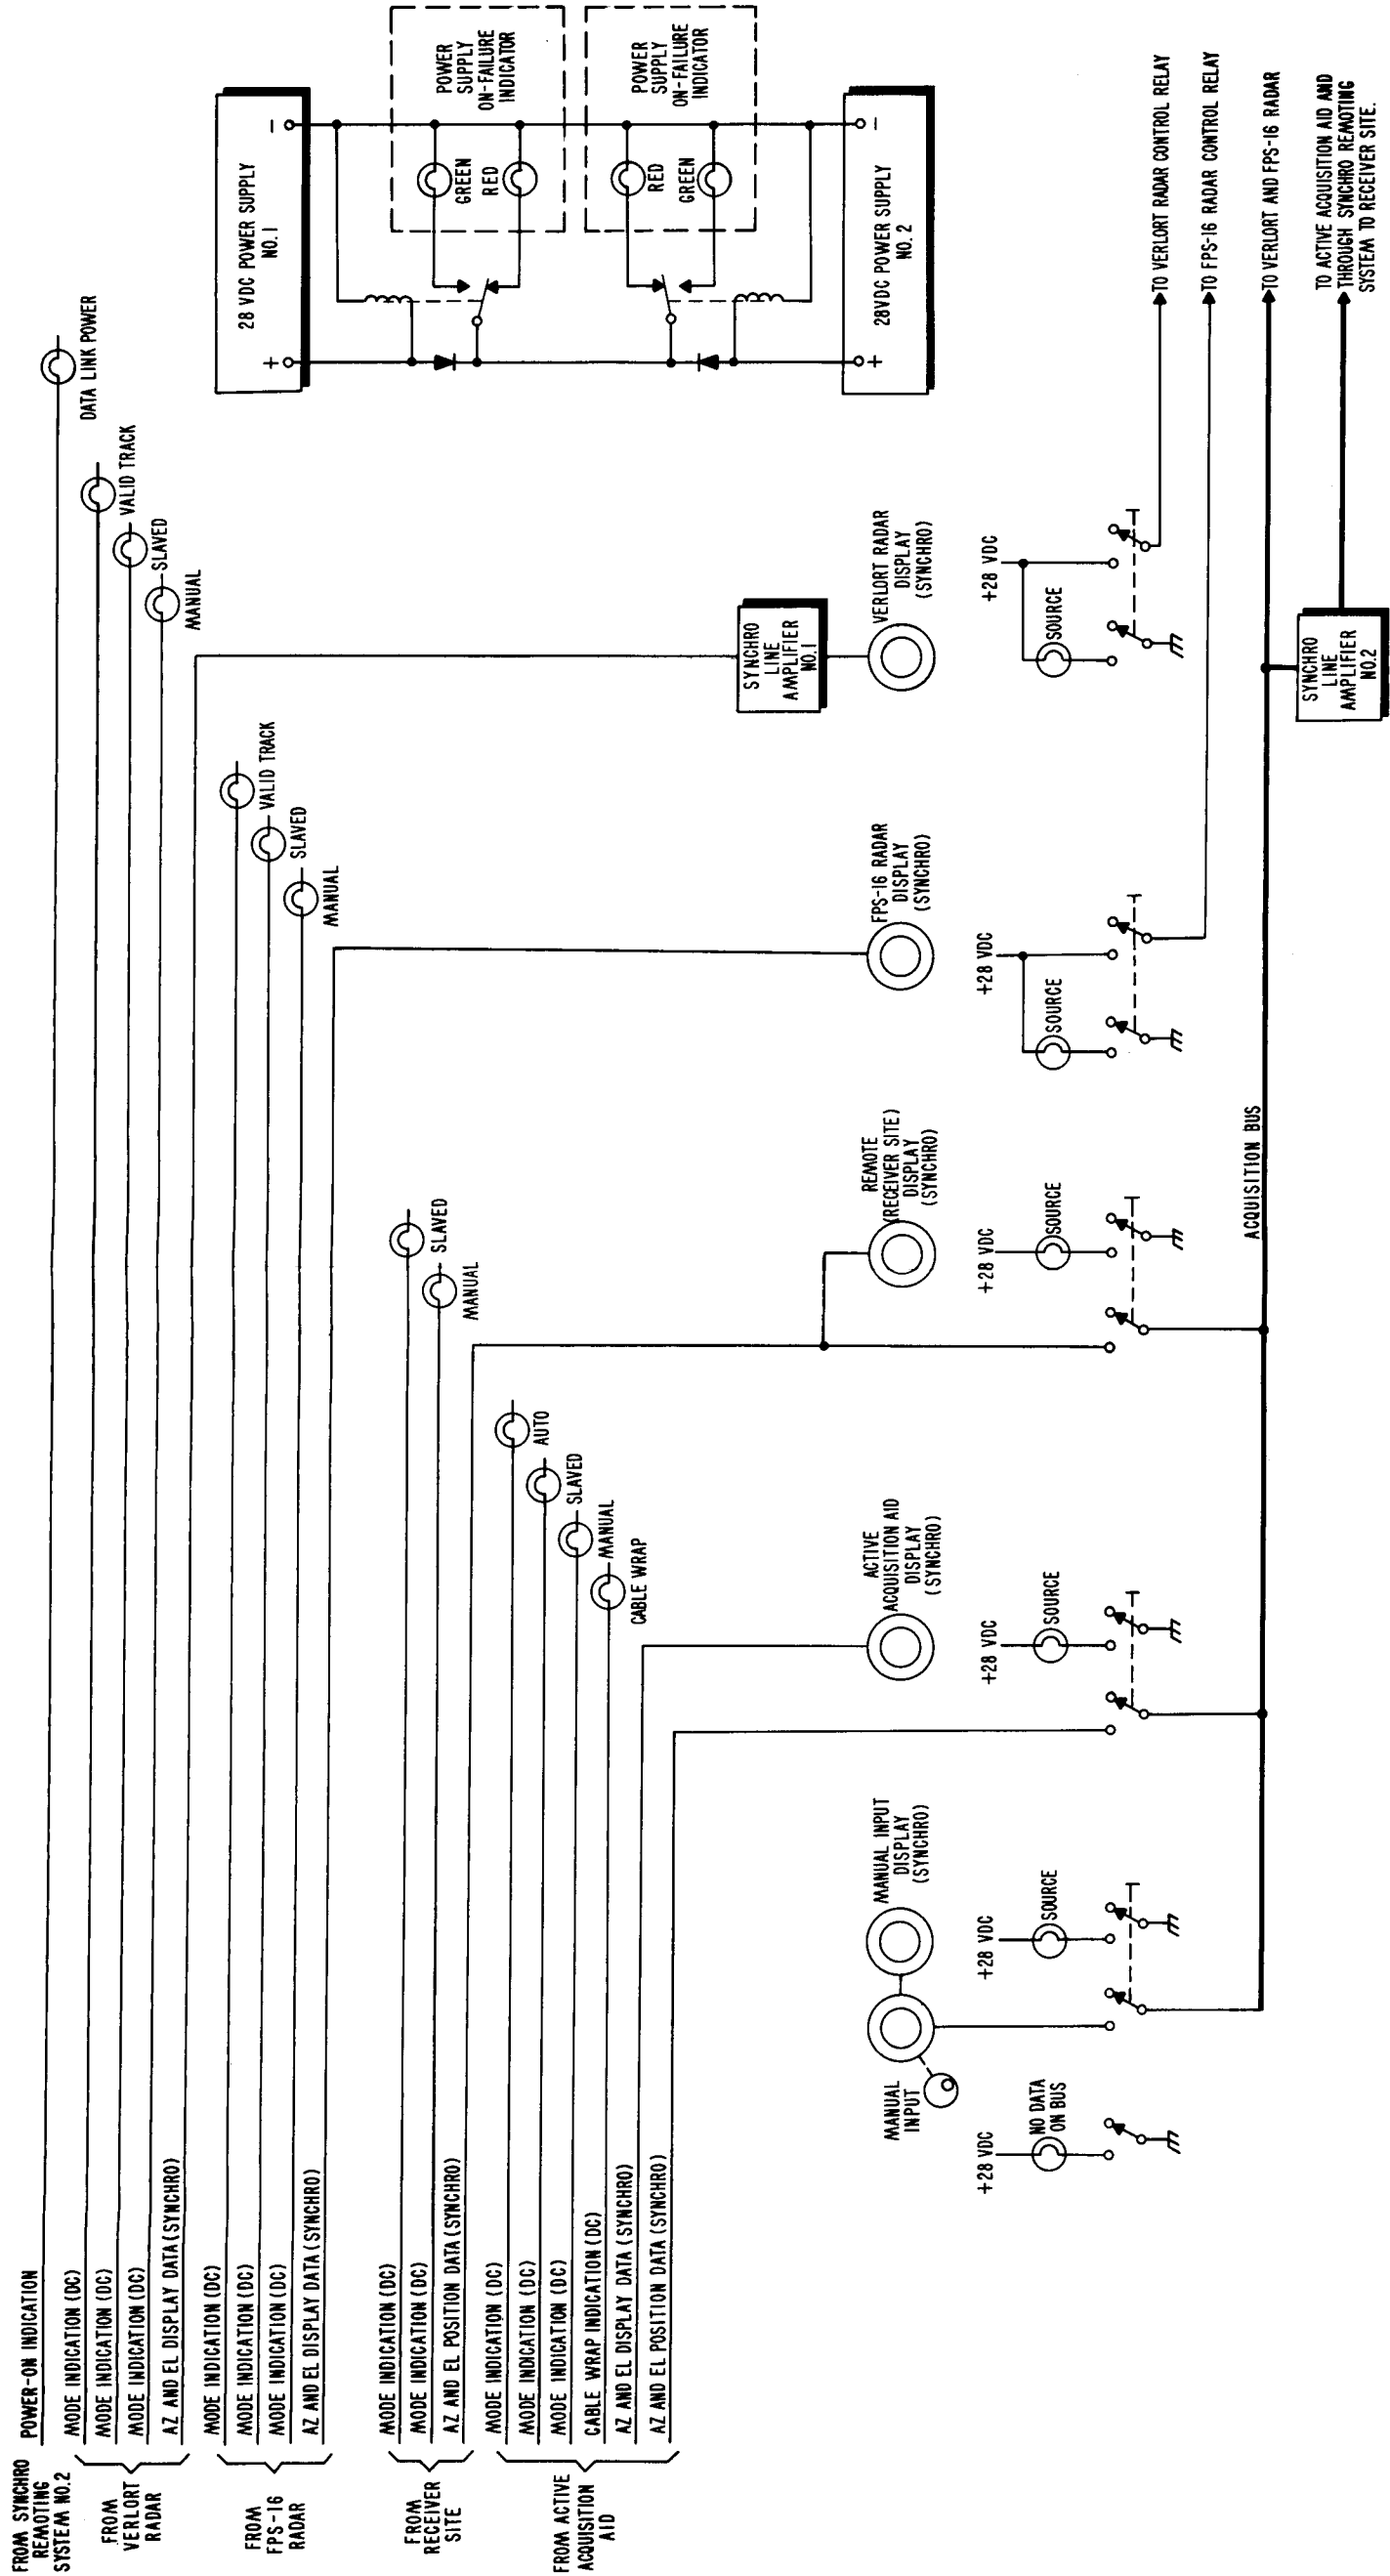 FROM SYNCHRO
REMOTING
SYSTEM NO.2
POWER-ON INDICATION
DATA LINK POWER
FROM
VERLORT
RADAR
MODE INDICATION (DC)
MODE INDICATION (DC)
MODE INDICATION (DC)
AZ AND EL DISPLAY DATA (SYNCHRO)
VALID TRACK
SLAVED
MANUAL
FROM
FPS-16
RADAR
MODE INDICATION (DC)
MODE INDICATION (DC)
MODE INDICATION (DC)
AZ AND EL DISPLAY DATA (SYNCHRO)
VALID TRACK
SLAVED
MANUAL
FROM
RECEIVER
SITE
MODE INDICATION (DC)
MODE INDICATION (DC)
AZ AND EL POSITION DATA (SYNCHRO)
SLAVED
MANUAL
FROM ACTIVE
ACQUISITION
AID
MODE INDICATION (DC)
MODE INDICATION (DC)
MODE INDICATION (DC)
CABLE WRAP INDICATION (DC)
AZ AND EL DISPLAY DATA (SYNCHRO)
AZ AND EL POSITION DATA (SYNCHRO)
AUTO
SLAVED
MANUAL
CABLE WRAP
28 VDC POWER SUPPLY
NO. 1
+
-
POWER
SUPPLY
ON-FAILURE
INDICATOR
GREEN
RED
POWER
SUPPLY
ON-FAILURE
INDICATOR
RED
GREEN
28VDC POWER SUPPLY
NO. 2
+
-
MANUAL
INPUT
MANUAL INPUT
DISPLAY
(SYNCHRO)
ACTIVE
ACQUISITION AID
DISPLAY
(SYNCHRO)
REMOTE
(RECEIVER SITE)
DISPLAY
(SYNCHRO)
FPS-16 RADAR
DISPLAY
(SYNCHRO)
SYNCHRO
LINE
AMPLIFIER
NO.1
VERLORT RADAR
DISPLAY
(SYNCHRO)
+28 VDC
NO DATA
ON BUS
+28 VDC
SOURCE
+28 VDC
SOURCE
+28 VDC
SOURCE
+28 VDC
SOURCE
+28 VDC
SOURCE
TO VERLORT RADAR CONTROL RELAY
TO FPS-16 RADAR CONTROL RELAY
ACQUISITION BUS
TO VERLORT AND FPS-16 RADAR
SYNCHRO
LINE
AMPLIFIER
NO.2
TO ACTIVE ACQUISITION AID AND
THROUGH SYNCHRO REMOTING
SYSTEM TO RECEIVER SITE.